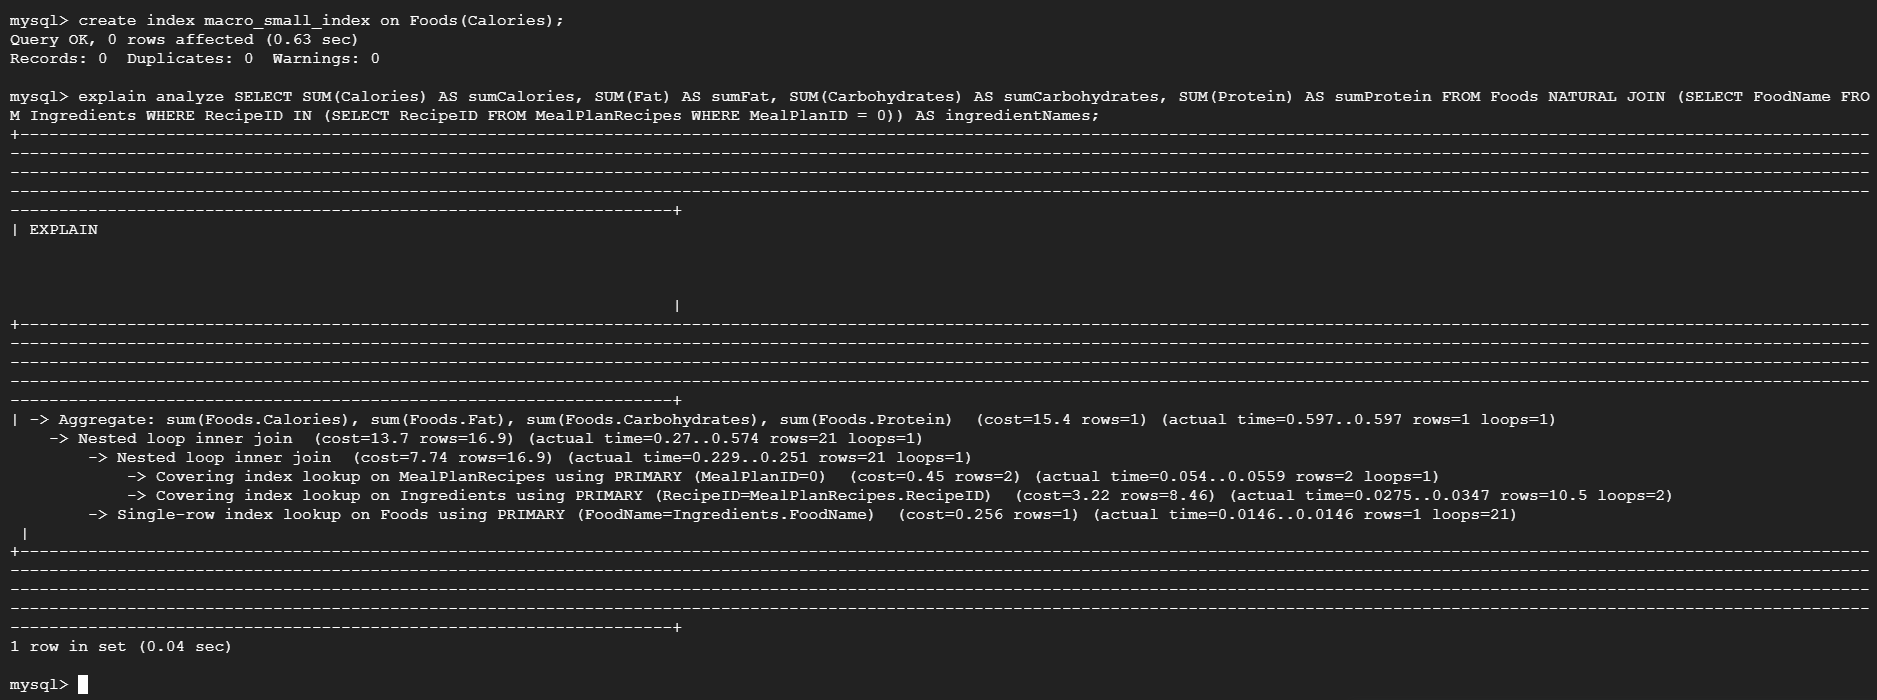 mysql> create index macro_small_index on Foods(Calories);
Query OK, 0 rows affected (0.63 sec)
Records: 0  Duplicates: 0  Warnings: 0
mysql> explain analyze SELECT SUM(Calories) AS sumCalories, SUM(Fat) AS sumFat, SUM(Carbohydrates) AS sumCarbohydrates, SUM(Protein) AS sumProtein FROM Foods NATURAL JOIN (SELECT FoodName FRO
M Ingredients WHERE RecipeID IN (SELECT RecipeID FROM MealPlanRecipes WHERE MealPlanID = 0)) AS ingredientNames;
| EXPLAIN
|
| -> Aggregate: sum(Foods.Calories), sum(Foods.Fat), sum(Foods.Carbohydrates), sum(Foods.Protein)  (cost=15.4 rows=1) (actual time=0.597..0.597 rows=1 loops=1)
    -> Nested loop inner join  (cost=13.7 rows=16.9) (actual time=0.27..0.574 rows=21 loops=1)
        -> Nested loop inner join  (cost=7.74 rows=16.9) (actual time=0.229..0.251 rows=21 loops=1)
            -> Covering index lookup on MealPlanRecipes using PRIMARY (MealPlanID=0)  (cost=0.45 rows=2) (actual time=0.054..0.0559 rows=2 loops=1)
            -> Covering index lookup on Ingredients using PRIMARY (RecipeID=MealPlanRecipes.RecipeID)  (cost=3.22 rows=8.46) (actual time=0.0275..0.0347 rows=10.5 loops=2)
        -> Single-row index lookup on Foods using PRIMARY (FoodName=Ingredients.FoodName)  (cost=0.256 rows=1) (actual time=0.0146..0.0146 rows=1 loops=21)
 |
1 row in set (0.04 sec)
mysql>